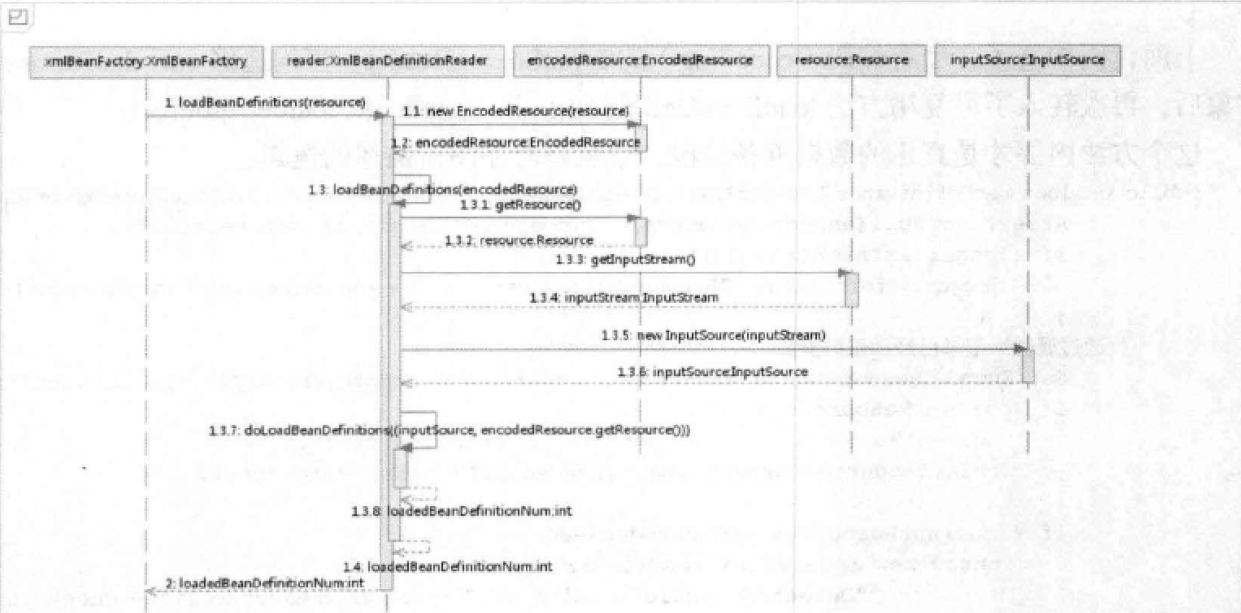 xmlBeanFactory:XmlBeanFactory
reader:XmlBeanDefinitionReader
encodedResource:EncodedResource
resource:Resource
inputSource:InputSource
1. loadBeanDefinitions(resource)
1.1: new EncodedResource(resource)
1.2: encodedResource:EncodedResource
1.3: loadBeanDefinitions(encodedResource)
1.3.1: getResource()
1.3.2: resource:Resource
1.3.3: getInputStream()
1.3.4: inputStream:InputStream
1.3.5: new InputSource(inputStream)
1.3.6: inputSource:InputSource
1.3.7: doLoadBeanDefinitions((inputSource, encodedResource.getResource()))
1.3.8: loadedBeanDefinitionNum:int
1.4: loadedBeanDefinitionNum:int
2: loadedBeanDefinitionNum:int